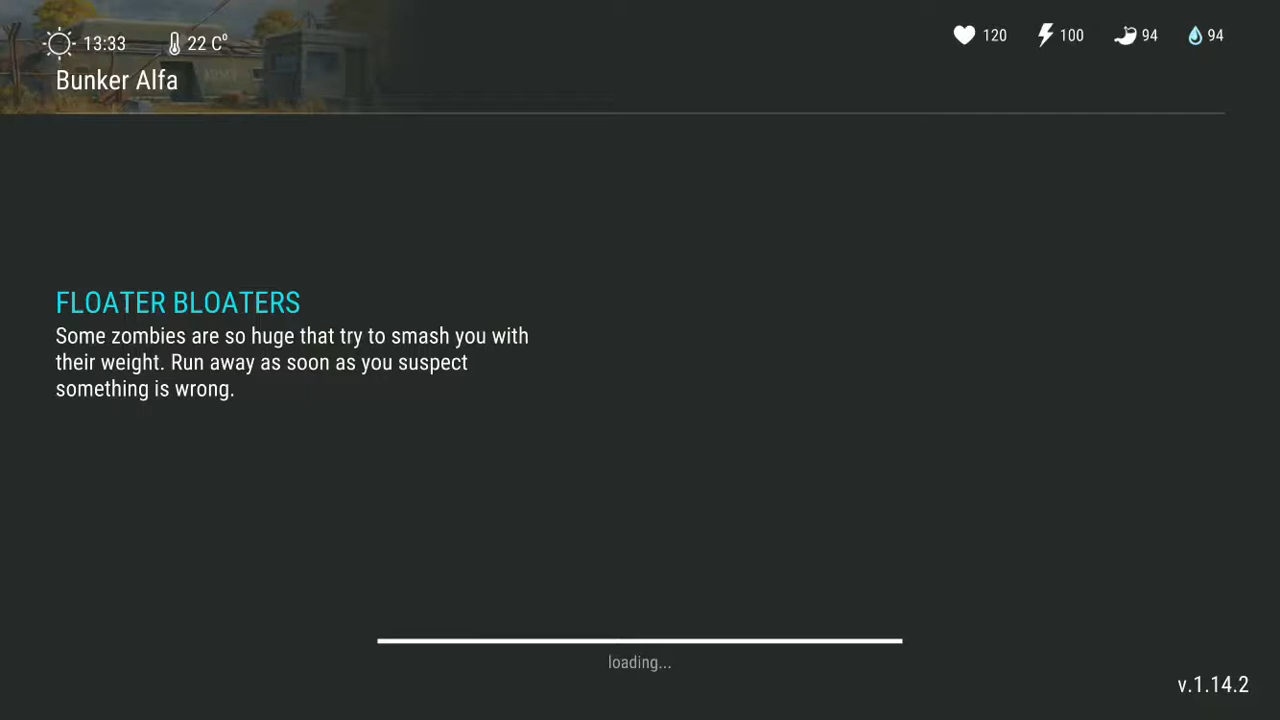 13:33 22 C°
120 100 94 94
Bunker Alfa
ARMY
FLOATER BLOATERS
Some zombies are so huge that try to smash you with
their weight. Run away as soon as you suspect
something is wrong.
loading...
v.1.14.2